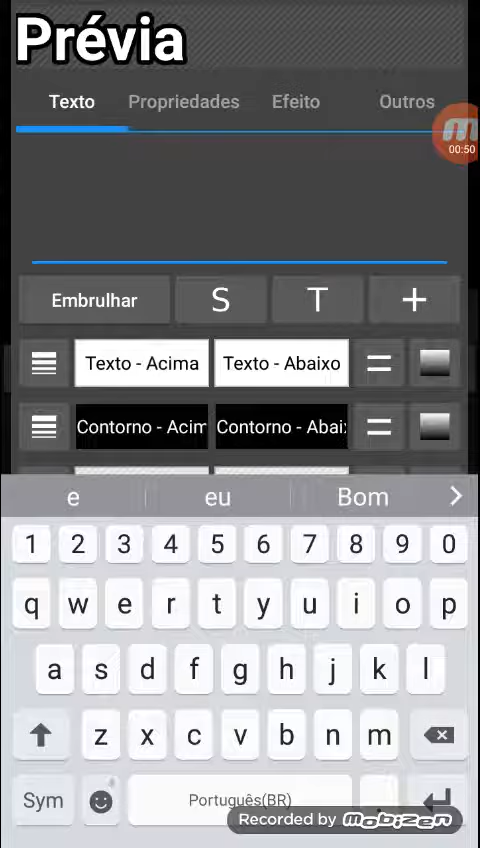 Prévia
Texto Propriedades Efeito Outros
00:50
Embrulhar S T +
Texto - Acima Texto - Abaixo
Contorno - Acim Contorno - Abai
e eu Bom
1 2 3 4 5 6 7 8 9 0
q w e r t y u i o p
a s d f g h j k l
z x c v b n m
Sym Português(BR) .
Recorded by mobizen